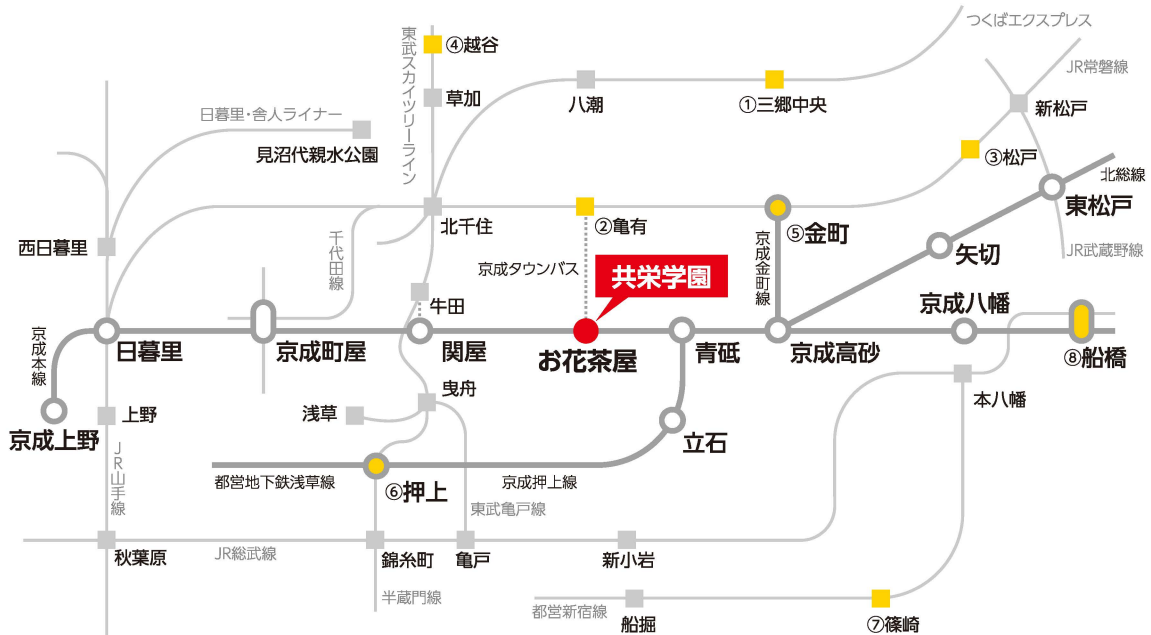 つくばエクスプレス
④越谷
東武スカイツリーライン
JR常磐線
草加
八潮
①三郷中央
新松戸
日暮里・舎人ライナー
見沼代親水公園
③松戸
北総線
東松戸
北千住
②亀有
⑤金町
西日暮里
千代田線
京成タウンバス
共栄学園
京成金町線
矢切
JR武蔵野線
牛田
京成八幡
京成本線
日暮里
京成町屋
関屋
お花茶屋
青砥
京成高砂
⑧船橋
曳舟
本八幡
京成上野
上野
浅草
立石
JR山手線
都営地下鉄浅草線
⑥押上
京成押上線
東武亀戸線
秋葉原
JR総武線
錦糸町
亀戸
新小岩
半蔵門線
都営新宿線
船掘
⑦篠崎